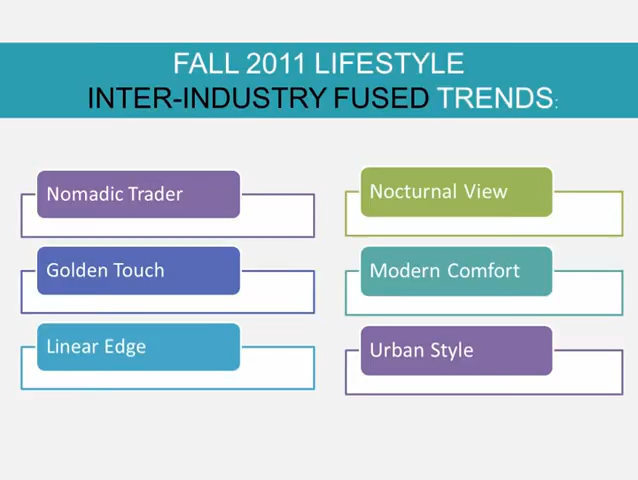 FALL 2011 LIFESTYLE
INTER-INDUSTRY FUSED TRENDS:
Nomadic Trader
Golden Touch
Linear Edge
Nocturnal View
Modern Comfort
Urban Style